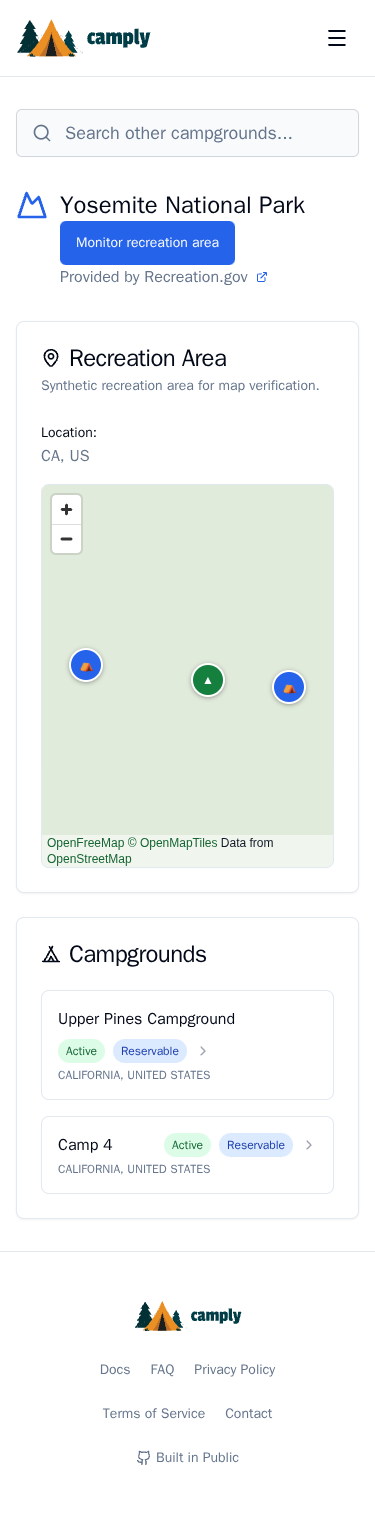 camply
Search other campgrounds...
Yosemite National Park
Monitor recreation area
Provided by Recreation.gov
Recreation Area
Synthetic recreation area for map verification.
Location:
CA, US
+
−
OpenFreeMap © OpenMapTiles Data from
OpenStreetMap
Campgrounds
Upper Pines Campground
Active Reservable
CALIFORNIA, UNITED STATES
Camp 4 Active Reservable
CALIFORNIA, UNITED STATES
camply
Docs FAQ Privacy Policy
Terms of Service Contact
Built in Public